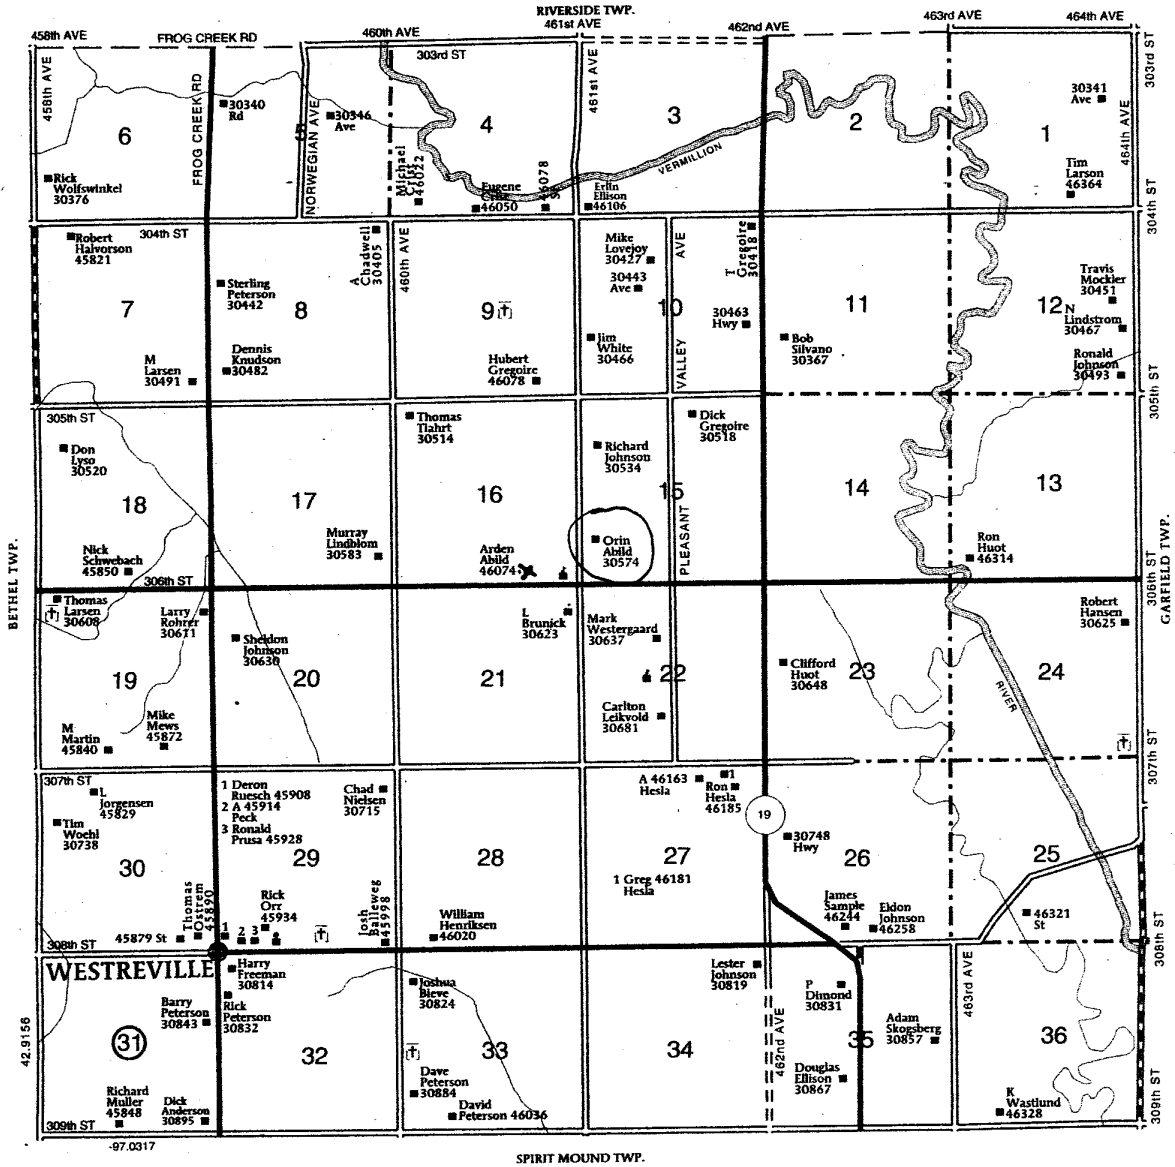 RIVERSIDE TWP.
458th AVE
FROG CREEK RD
460th AVE
461st AVE
462nd AVE
463rd AVE
464th AVE
303rd ST
303rd ST
458th AVE
FROG CREEK RD
NORWEGIAN AVE
461st AVE
464th AVE
6
5
4
3
2
1
30340
Rd
30346
Ave
30341
Ave
VERMILLION
Rick
Wolfswinkel
30376
Michael
46022
Eugene
46050
46078
Erlin
Ellison
46106
Tim
Larson
46364
304th ST
304th ST
Robert
Halvorson
45821
Sterling
Peterson
30442
A
Chadwell
30405
460th AVE
Mike
Lovejoy
30427
30443
Ave
AVE
T
Gregoire
30418
Travis
Mockler
30451
N
Lindstrom
30467
7
8
9
10
11
12
30463
Hwy
M
Larsen
30491
Dennis
Knudson
30482
Hubert
Gregoire
46078
Jim
White
30466
VALLEY
Bob
Silvano
30367
Ronald
Johnson
30493
305th ST
305th ST
Thomas
Tlahrt
30514
Dick
Gregoire
30518
Don
Lyso
30520
Richard
Johnson
30534
18
17
16
15
14
13
Nick
Schwebach
45850
Murray
Lindblom
30583
Arden
Abild
46074
Orin
Abild
30574
PLEASANT
Ron
Huot
46314
BETHEL TWP.
GARFIELD TWP.
306th ST
306th ST
Thomas
Larsen
30608
Larry
Rohrer
30611
Sheldon
Johnson
30630
L
Brunick
30623
Mark
Westergaard
30637
Robert
Hansen
30625
Clifford
Huot
30648
19
20
21
22
23
24
RIVER
M
Martin
45840
Mike
Mews
45872
Carlton
Leikvold
30681
307th ST
307th ST
L
Jorgensen
45829
1 Deron
Ruesch 45908
2 A 45914
Peck
3 Ronald
Prusa 45928
Chad
Nielsen
30715
A 46163
Hesla
1
Ron
Hesla
46185
19
Tim
Woehl
30738
30748
Hwy
30
29
28
27
26
25
1 Greg 46181
Hesla
Thomas
Ostrem
45890
Rick
Orr
45934
Josh
Balleweg
45998
William
Henriksen
46020
James
Sample
46244
Eldon
Johnson
46258
46321
St
45879 St
1
2
3
308th ST
308th ST
WESTREVILLE
Harry
Freeman
30814
Joshua
Bieve
30824
Lester
Johnson
30819
P
Dimond
30831
463rd AVE
Barry
Peterson
30843
Rick
Peterson
30832
462nd AVE
Adam
Skogsberg
30857
42.9156
31
32
33
34
35
36
Richard
Muller
45848
Dick
Anderson
30895
Dave
Peterson
30884
David
Peterson 46036
Douglas
Ellison
30867
K
Wastlund
46328
309th ST
309th ST
-97.0317
SPIRIT MOUND TWP.